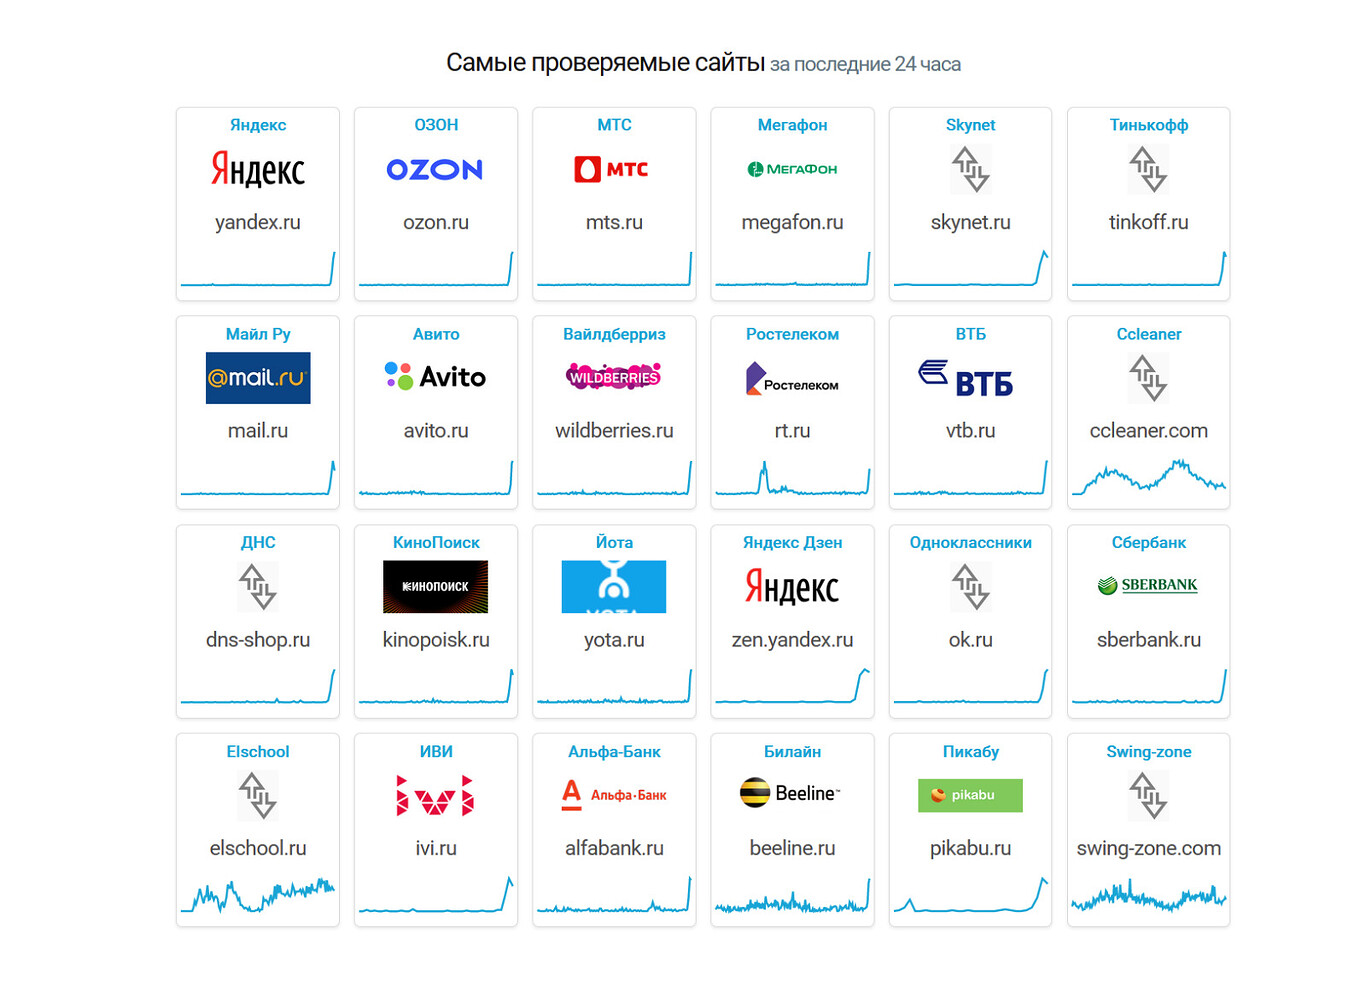 Самые проверяемые сайты за последние 24 часа
Яндекс ОЗОН МТС Мегафон Skynet Тинькофф
Яндекс OZON МТС МЕГАФОН
yandex.ru ozon.ru mts.ru megafon.ru skynet.ru tinkoff.ru
Майл Ру Авито Вайлдберриз Ростелеком ВТБ Ccleaner
@mail.ru Avito WILDBERRIES Ростелеком ВТБ
mail.ru avito.ru wildberries.ru rt.ru vtb.ru ccleaner.com
ДНС КиноПоиск Йота Яндекс Дзен Одноклассники Сбербанк
КИНОПОИСК YOTA Яндекс SBERBANK
dns-shop.ru kinopoisk.ru yota.ru zen.yandex.ru ok.ru sberbank.ru
Elschool ИВИ Альфа-Банк Билайн Пикабу Swing-zone
ivi А Альфа·Банк Beeline™ pikabu
elschool.ru ivi.ru alfabank.ru beeline.ru pikabu.ru swing-zone.com